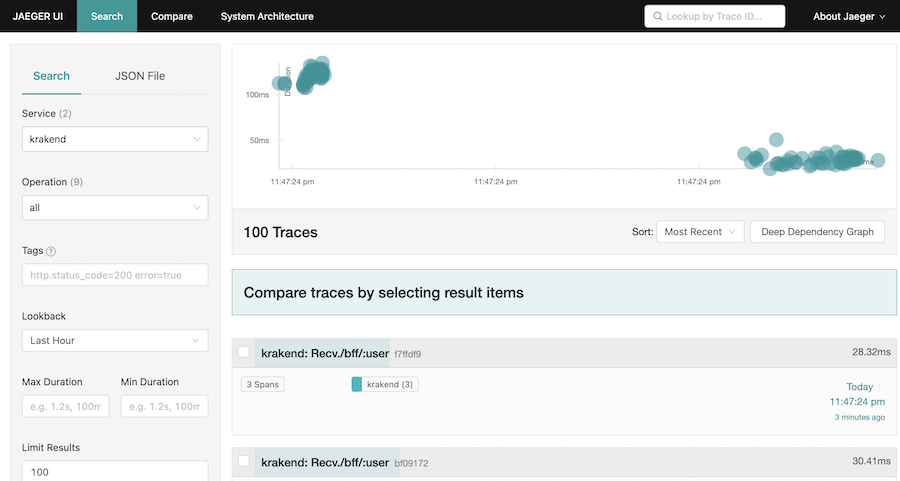 JAEGER UI Search Compare System Architecture Lookup by Trace ID... About Jaeger
Search JSON File
Service (2)
krakend
Operation (9)
all
Tags ?
http.status_code=200 error=true
Lookback
Last Hour
Max Duration Min Duration
e.g. 1.2s, 100m e.g. 1.2s, 100m
Limit Results
100
Duration
100ms
50ms
11:47:24 pm 11:47:24 pm 11:47:24 pm
100 Traces Sort: Most Recent Deep Dependency Graph
Compare traces by selecting result items
krakend: Recv./bff/:user f7ffdf9 28.32ms
3 Spans krakend (3) Today
11:47:24 pm
3 minutes ago
krakend: Recv./bff/:user bf09172 30.41ms